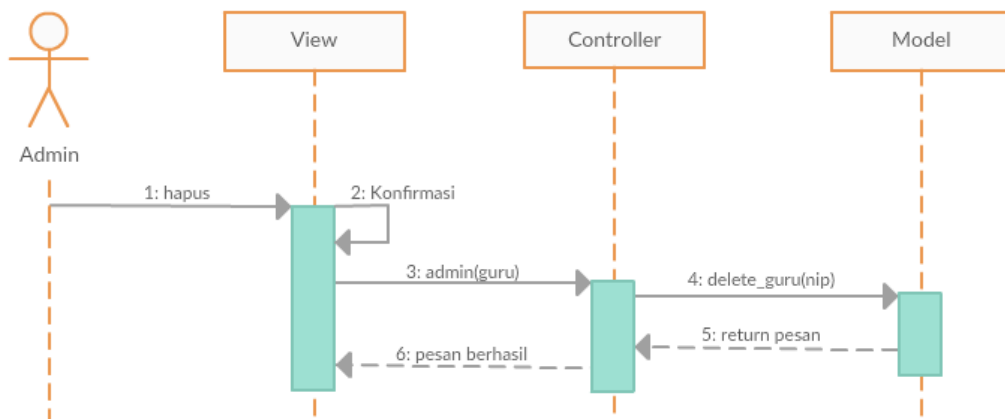 View
Controller
Model
Admin
1: hapus
2: Konfirmasi
3: admin(guru)
4: delete_guru(nip)
5: return pesan
6: pesan berhasil